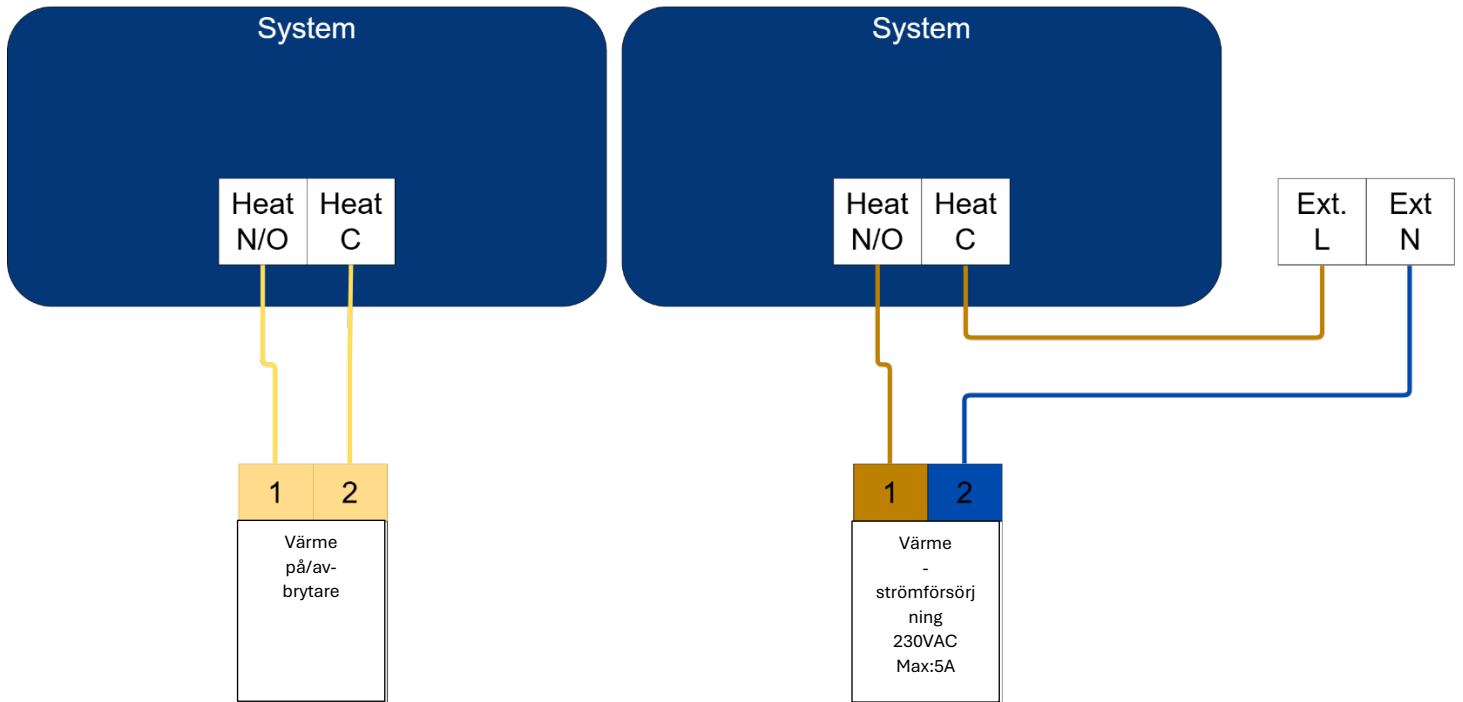 System
Heat Heat
N/O C
1 2
Värme
på/av-
brytare
System
Heat Heat
N/O C
Ext. Ext
L N
1 2
Värme
-
strömförsörj
ning
230VAC
Max:5A